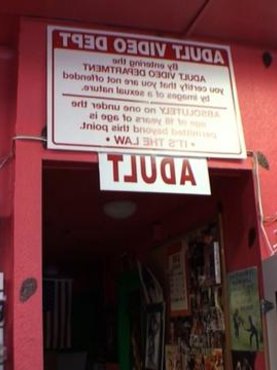 ADULT VIDEO DEPT
By entering the
ADULT VIDEO DEPARTMENT
you certify that you are not offended
by images of a sexual nature.
ABSOLUTELY no one under the
age of 18 years of age is
permitted beyond this point.
• IT'S THE LAW •
ADULT
ADULT